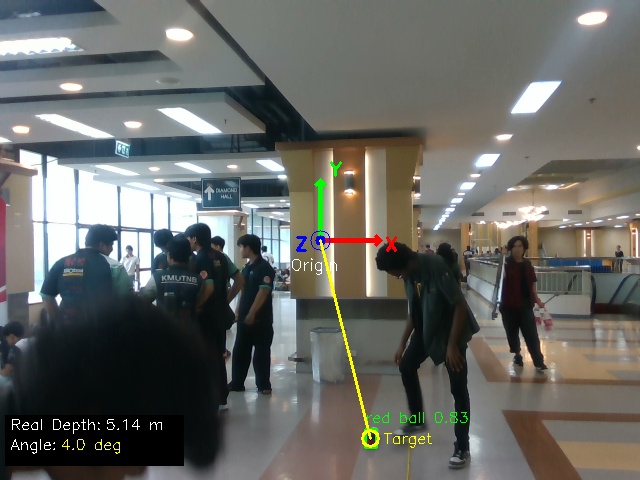 DIAMOND
HALL
Y
Z
X
Origin
KMUTNB
red ball 0.83
Target
Real Depth: 5.14 m
Angle: 4.0 deg